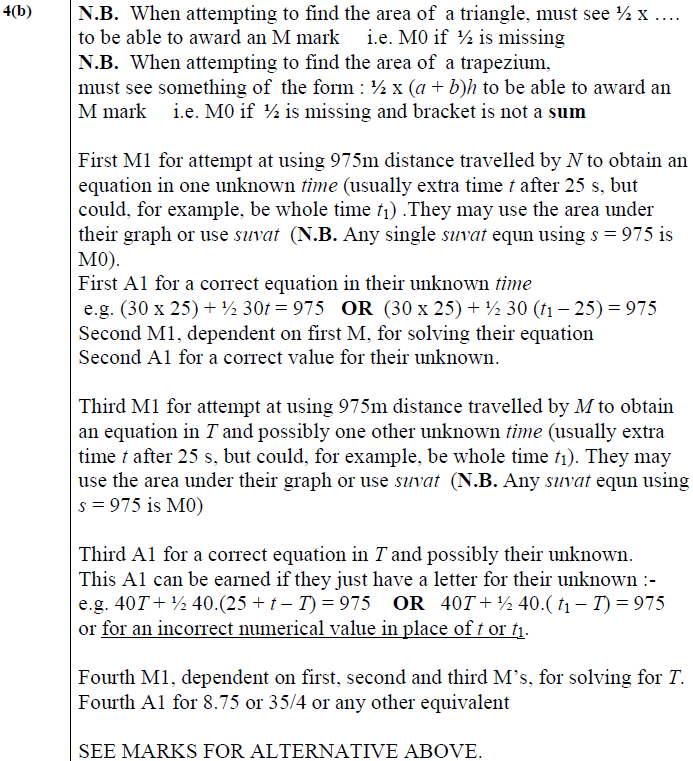 4(b)
N.B. When attempting to find the area of a triangle, must see ½ x ….
to be able to award an M mark i.e. M0 if ½ is missing
N.B. When attempting to find the area of a trapezium,
must see something of the form : ½ x (a + b)h to be able to award an
M mark i.e. M0 if ½ is missing and bracket is not a sum
First M1 for attempt at using 975m distance travelled by N to obtain an
equation in one unknown time (usually extra time t after 25 s, but
could, for example, be whole time t₁) .They may use the area under
their graph or use suvat (N.B. Any single suvat equn using s = 975 is
M0).
First A1 for a correct equation in their unknown time
e.g. (30 x 25) + ½ 30t = 975 OR (30 x 25) + ½ 30 (t₁ – 25) = 975
Second M1, dependent on first M, for solving their equation
Second A1 for a correct value for their unknown.
Third M1 for attempt at using 975m distance travelled by M to obtain
an equation in T and possibly one other unknown time (usually extra
time t after 25 s, but could, for example, be whole time t₁). They may
use the area under their graph or use suvat (N.B. Any suvat equn using
s = 975 is M0)
Third A1 for a correct equation in T and possibly their unknown.
This A1 can be earned if they just have a letter for their unknown :-
e.g. 40T + ½ 40.(25 + t – T) = 975 OR 40T + ½ 40.( t₁ – T) = 975
or for an incorrect numerical value in place of t or t₁.
Fourth M1, dependent on first, second and third M's, for solving for T.
Fourth A1 for 8.75 or 35/4 or any other equivalent
SEE MARKS FOR ALTERNATIVE ABOVE.